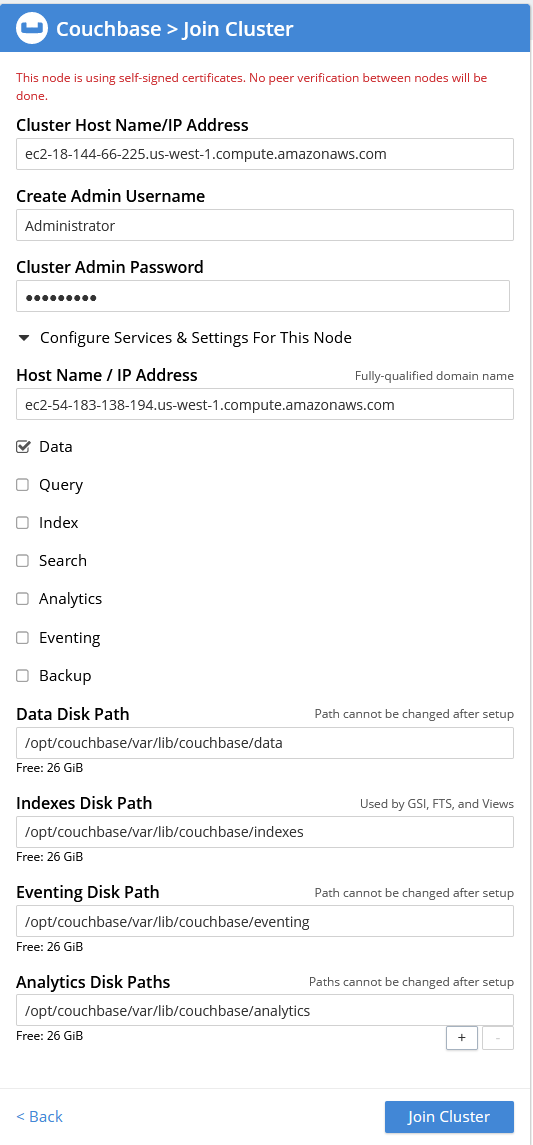 Couchbase > Join Cluster
This node is using self-signed certificates. No peer verification between nodes will be
done.
Cluster Host Name/IP Address
ec2-18-144-66-225.us-west-1.compute.amazonaws.com
Create Admin Username
Administrator
Cluster Admin Password
•••••••••
Configure Services & Settings For This Node
Host Name / IP Address Fully-qualified domain name
ec2-54-183-138-194.us-west-1.compute.amazonaws.com
Data
Query
Index
Search
Analytics
Eventing
Backup
Data Disk Path Path cannot be changed after setup
/opt/couchbase/var/lib/couchbase/data
Free: 26 GiB
Indexes Disk Path Used by GSI, FTS, and Views
/opt/couchbase/var/lib/couchbase/indexes
Free: 26 GiB
Eventing Disk Path Path cannot be changed after setup
/opt/couchbase/var/lib/couchbase/eventing
Free: 26 GiB
Analytics Disk Paths Paths cannot be changed after setup
/opt/couchbase/var/lib/couchbase/analytics
Free: 26 GiB + -
< Back Join Cluster